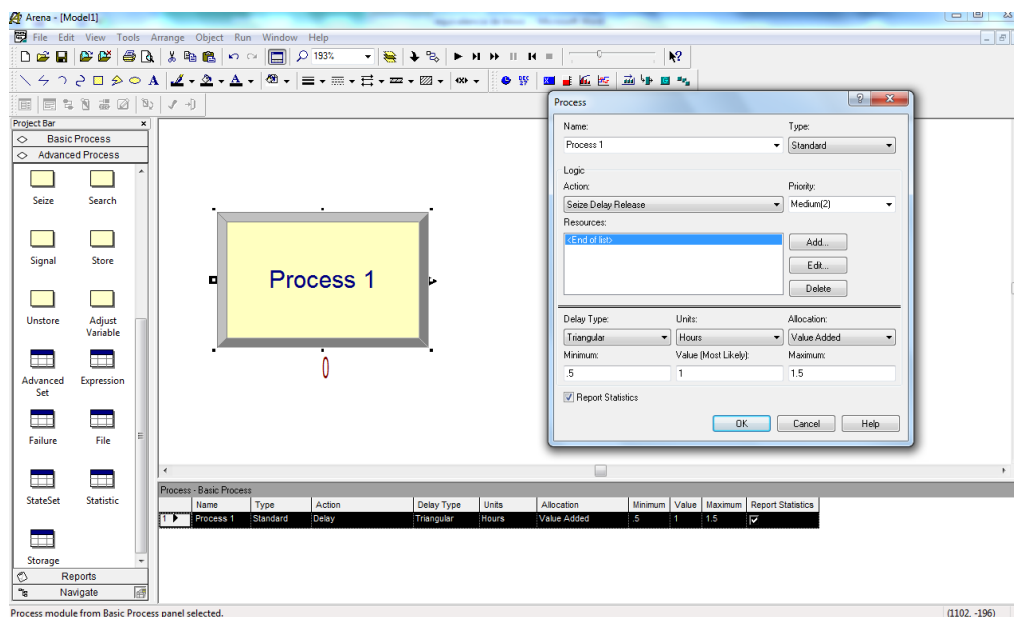 Arena - [Model1]
File Edit View Tools Arrange Object Run Window Help
193%
Project Bar
Basic Process
Advanced Process
Seize Search
Signal Store
Unstore Adjust Variable
Advanced Set Expression
Failure File
StateSet Statistic
Storage
Reports
Navigate
Process 1
0
Process
Name: Type:
Process 1 Standard
Logic
Action: Priority:
Seize Delay Release Medium(2)
Resources:
<End of list>
Add...
Edit...
Delete
Delay Type: Units: Allocation:
Triangular Hours Value Added
Minimum: Value (Most Likely): Maximum:
.5 1 1.5
Report Statistics
OK Cancel Help
Process - Basic Process
Name Type Action Delay Type Units Allocation Minimum Value Maximum Report Statistics
1 Process 1 Standard Delay Triangular Hours Value Added .5 1 1.5
Process module from Basic Process panel selected. (1102, -196)